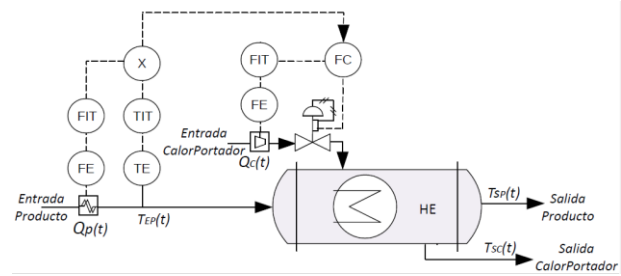 X
FIT
FC
FIT
TIT
FE
FE
TE
Entrada
CalorPortador
Qc(t)
Entrada
Producto
Qp(t)
TEP(t)
HE
TSP(t)
Salida
Producto
TSC(t)
Salida
CalorPortador